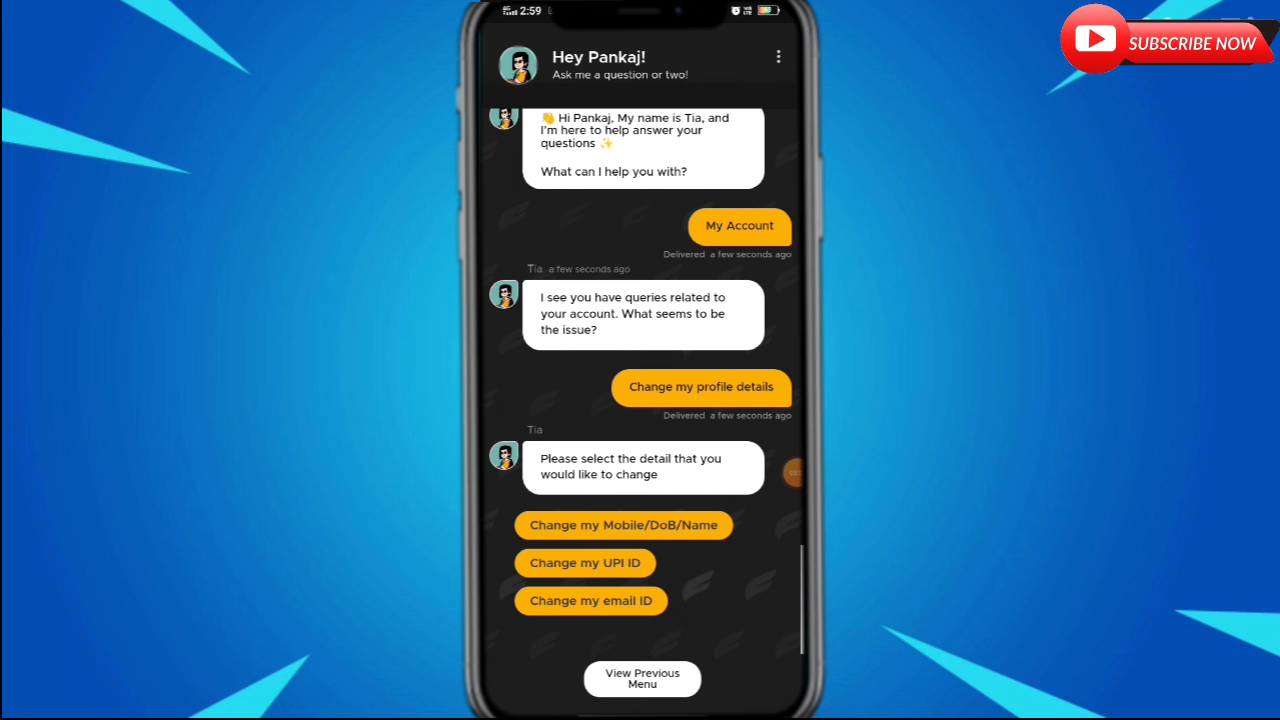 2:59
SUBSCRIBE NOW
Hey Pankaj!
Ask me a question or two!
👋 Hi Pankaj, My name is Tia, and
I'm here to help answer your
questions ✨
What can I help you with?
My Account
Delivered a few seconds ago
Tia a few seconds ago
I see you have queries related to
your account. What seems to be
the issue?
Change my profile details
Delivered a few seconds ago
Tia
Please select the detail that you
would like to change
Change my Mobile/DoB/Name
Change my UPI ID
Change my email ID
View Previous
Menu